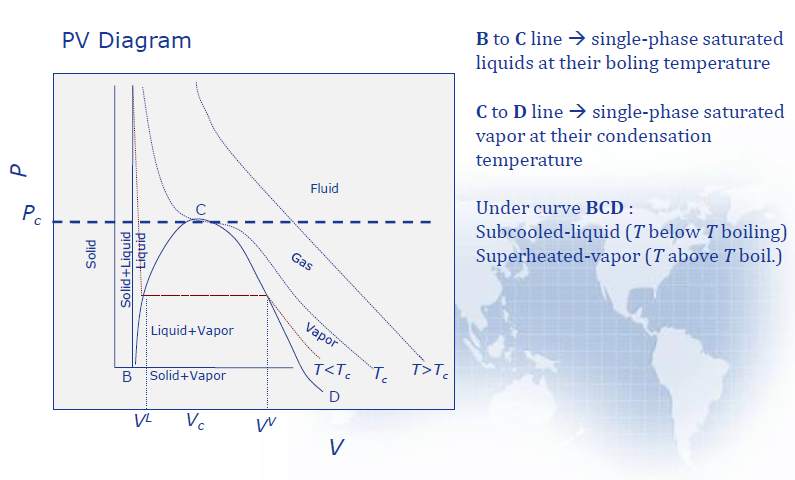 PV Diagram
B to C line → single-phase saturated
liquids at their boling temperature
C to D line → single-phase saturated
vapor at their condensation
temperature
Under curve BCD :
Subcooled-liquid (T below T boiling)
Superheated-vapor (T above T boil.)
P
Pc
Solid
Solid+Liquid
Liquid
C
Fluid
Gas
Vapor
Liquid+Vapor
B
Solid+Vapor
T<Tc
Tc
T>Tc
D
VL
Vc
VV
V